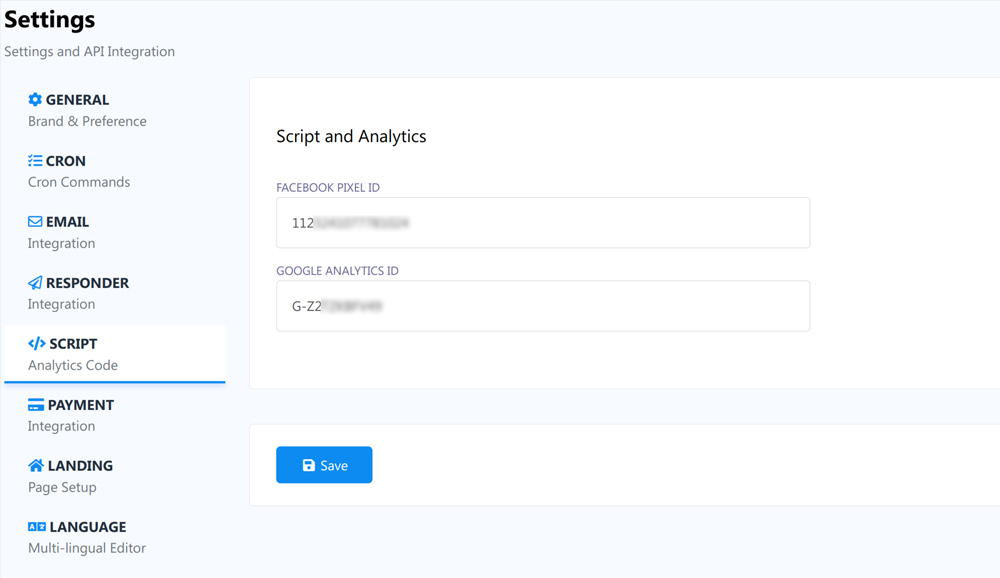 Settings
Settings and API Integration
GENERAL
Brand & Preference
CRON
Cron Commands
EMAIL
Integration
RESPONDER
Integration
SCRIPT
Analytics Code
PAYMENT
Integration
LANDING
Page Setup
LANGUAGE
Multi-lingual Editor
Script and Analytics
FACEBOOK PIXEL ID
112
GOOGLE ANALYTICS ID
G-Z2
Save